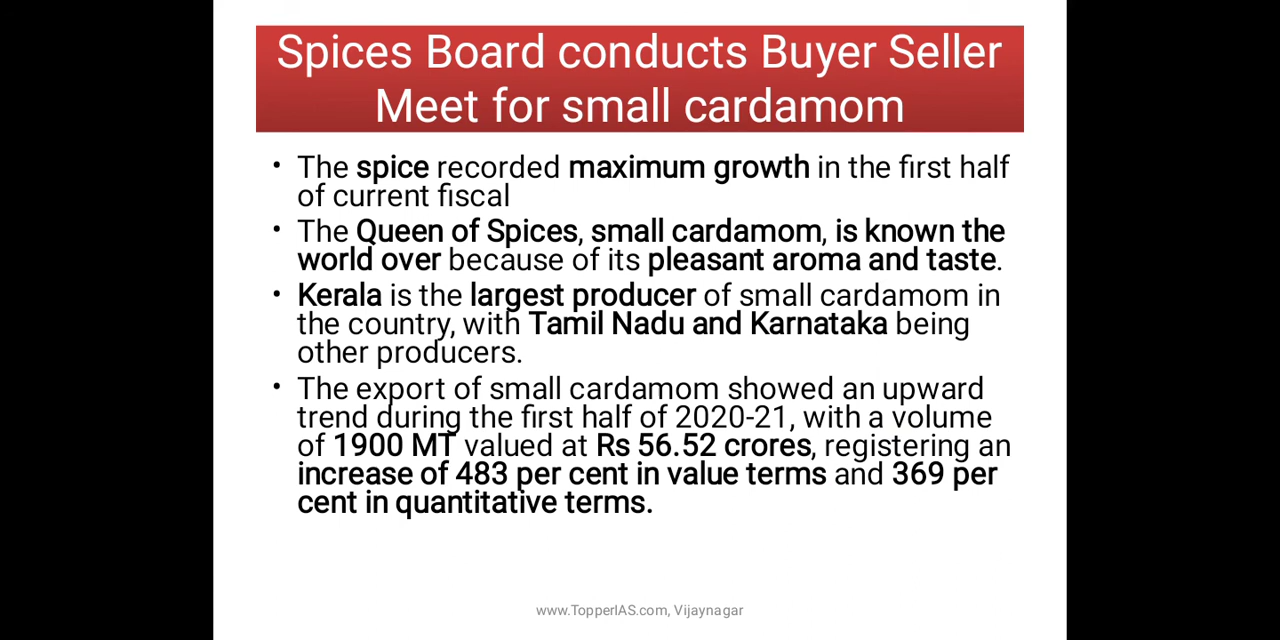 Spices Board conducts Buyer Seller
Meet for small cardamom
• The spice recorded maximum growth in the first half
of current fiscal
• The Queen of Spices, small cardamom, is known the
world over because of its pleasant aroma and taste.
• Kerala is the largest producer of small cardamom in
the country, with Tamil Nadu and Karnataka being
other producers.
• The export of small cardamom showed an upward
trend during the first half of 2020-21, with a volume
of 1900 MT valued at Rs 56.52 crores, registering an
increase of 483 per cent in value terms and 369 per
cent in quantitative terms.
www.TopperIAS.com, Vijaynagar